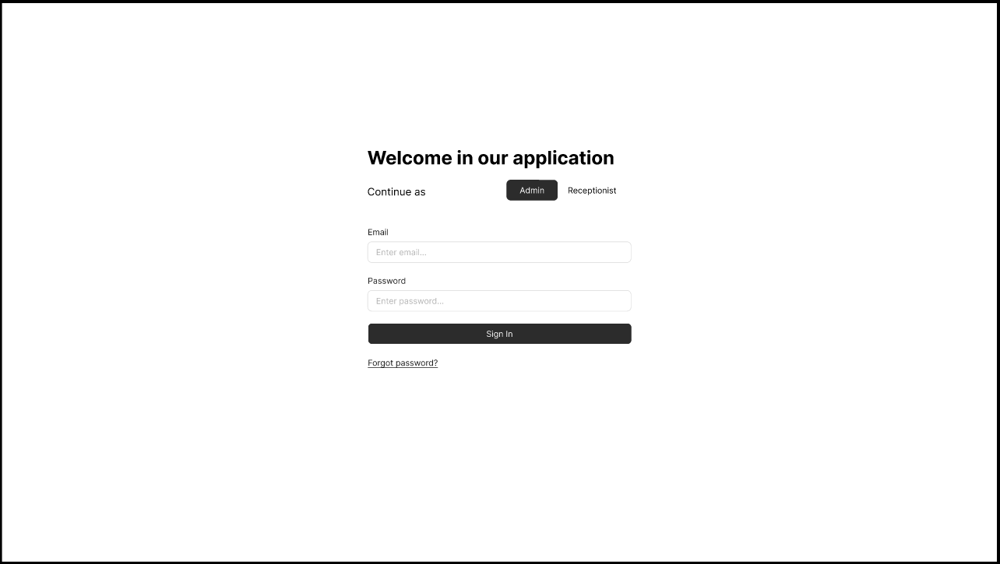 Welcome in our application
Continue as Admin Receptionist
Email
Enter email...
Password
Enter password...
Sign In
Forgot password?